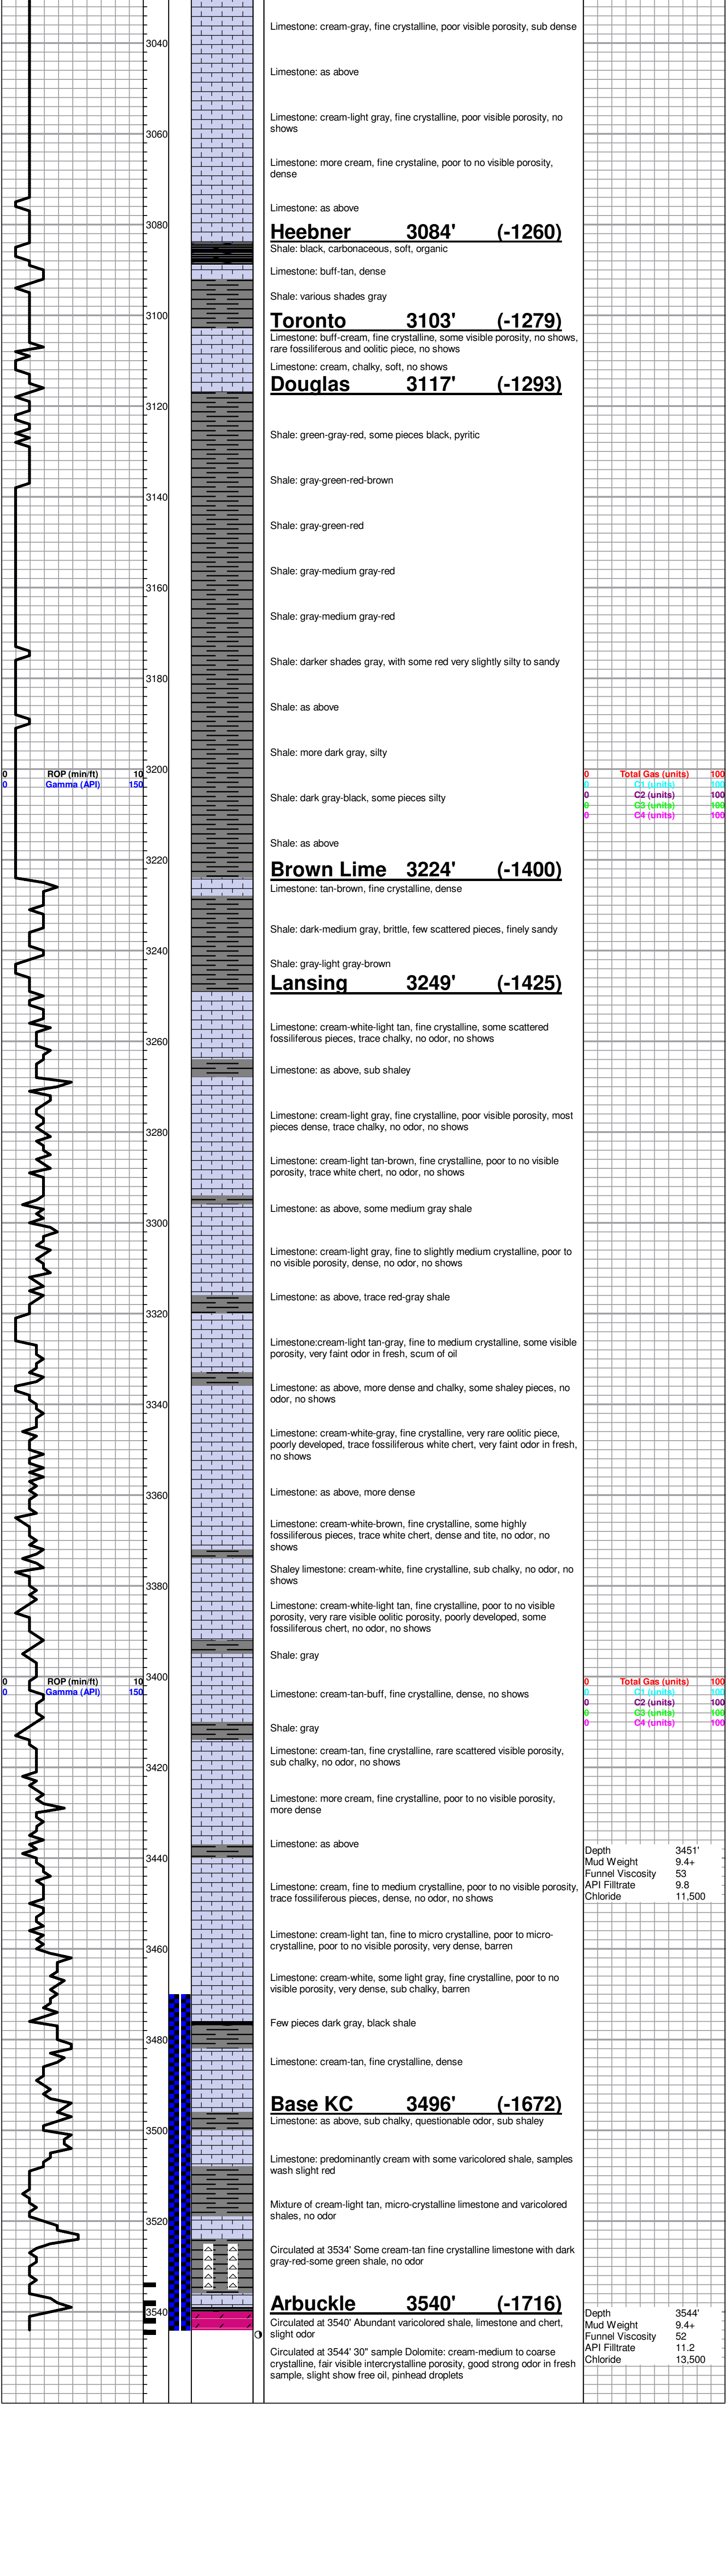 Limestone: cream-gray, fine crystalline, poor visible porosity, sub dense
3040
Limestone: as above
Limestone: cream-light gray, fine crystalline, poor visible porosity, no
shows
3060
Limestone: more cream, fine crystaline, poor to no visible porosity,
dense
Limestone: as above
3080
Heebner 3084' (-1260)
Shale: black, carbonaceous, soft, organic
Limestone: buff-tan, dense
Shale: various shades gray
3100
Toronto 3103' (-1279)
Limestone: buff-cream, fine crystalline, some visible porosity, no shows,
rare fossiliferous and oolitic piece, no shows
Limestone: cream, chalky, soft, no shows
Douglas 3117' (-1293)
3120
Shale: green-gray-red, some pieces black, pyritic
Shale: gray-green-red-brown
3140
Shale: gray-green-red
Shale: gray-medium gray-red
3160
Shale: gray-medium gray-red
Shale: darker shades gray, with some red very slightly silty to sandy
3180
Shale: as above
Shale: more dark gray, silty
3200
0 ROP (min/ft) 10
0 Gamma (API) 150
0 Total Gas (units) 100
0 C1 (units) 100
0 C2 (units) 100
0 C3 (units) 100
0 C4 (units) 100
Shale: dark gray-black, some pieces silty
Shale: as above
3220
Brown Lime 3224' (-1400)
Limestone: tan-brown, fine crystalline, dense
Shale: dark-medium gray, brittle, few scattered pieces, finely sandy
3240
Shale: gray-light gray-brown
Lansing 3249' (-1425)
Limestone: cream-white-light tan, fine crystalline, some scattered
fossiliferous pieces, trace chalky, no odor, no shows
3260
Limestone: as above, sub shaley
Limestone: cream-light gray, fine crystalline, poor visible porosity, most
pieces dense, trace chalky, no odor, no shows
3280
Limestone: cream-light tan-brown, fine crystalline, poor to no visible
porosity, trace white chert, no odor, no shows
Limestone: as above, some medium gray shale
3300
Limestone: cream-light gray, fine to slightly medium crystalline, poor to
no visible porosity, dense, no odor, no shows
Limestone: as above, trace red-gray shale
3320
Limestone:cream-light tan-gray, fine to medium crystalline, some visible
porosity, very faint odor in fresh, scum of oil
Limestone: as above, more dense and chalky, some shaley pieces, no
odor, no shows
3340
Limestone: cream-white-gray, fine crystalline, very rare oolitic piece,
poorly developed, trace fossiliferous white chert, very faint odor in fresh,
no shows
Limestone: as above, more dense
3360
Limestone: cream-white-brown, fine crystalline, some highly
fossiliferous pieces, trace white chert, dense and tite, no odor, no
shows
Shaley limestone: cream-white, fine crystalline, sub chalky, no odor, no
shows
3380
Limestone: cream-white-light tan, fine crystalline, poor to no visible
porosity, very rare visible oolitic porosity, poorly developed, some
fossiliferous chert, no odor, no shows
Shale: gray
3400
0 ROP (min/ft) 10
0 Gamma (API) 150
0 Total Gas (units) 100
0 C1 (units) 100
0 C2 (units) 100
0 C3 (units) 100
0 C4 (units) 100
Limestone: cream-tan-buff, fine crystalline, dense, no shows
Shale: gray
Limestone: cream-tan, fine crystalline, rare scattered visible porosity,
sub chalky, no odor, no shows
3420
Limestone: more cream, fine crystalline, poor to no visible porosity,
more dense
Limestone: as above
3440
Depth 3451'
Mud Weight 9.4+
Funnel Viscosity 53
API Filltrate 9.8
Chloride 11,500
Limestone: cream, fine to medium crystalline, poor to no visible porosity,
trace fossiliferous pieces, dense, no odor, no shows
Limestone: cream-light tan, fine to micro crystalline, poor to micro-
crystalline, poor to no visible porosity, very dense, barren
3460
Limestone: cream-white, some light gray, fine crystalline, poor to no
visible porosity, very dense, sub chalky, barren
Few pieces dark gray, black shale
3480
Limestone: cream-tan, fine crystalline, dense
Base KC 3496' (-1672)
Limestone: as above, sub chalky, questionable odor, sub shaley
3500
Limestone: predominantly cream with some varicolored shale, samples
wash slight red
Mixture of cream-light tan, micro-crystalline limestone and varicolored
shales, no odor
3520
Circulated at 3534' Some cream-tan fine crystalline limestone with dark
gray-red-some green shale, no odor
Arbuckle 3540' (-1716)
3540
Circulated at 3540' Abundant varicolored shale, limestone and chert,
slight odor
Circulated at 3544' 30" sample Dolomite: cream-medium to coarse
crystalline, fair visible intercrystalline porosity, good strong odor in fresh
sample, slight show free oil, pinhead droplets
Depth 3544'
Mud Weight 9.4+
Funnel Viscosity 52
API Filltrate 11.2
Chloride 13,500